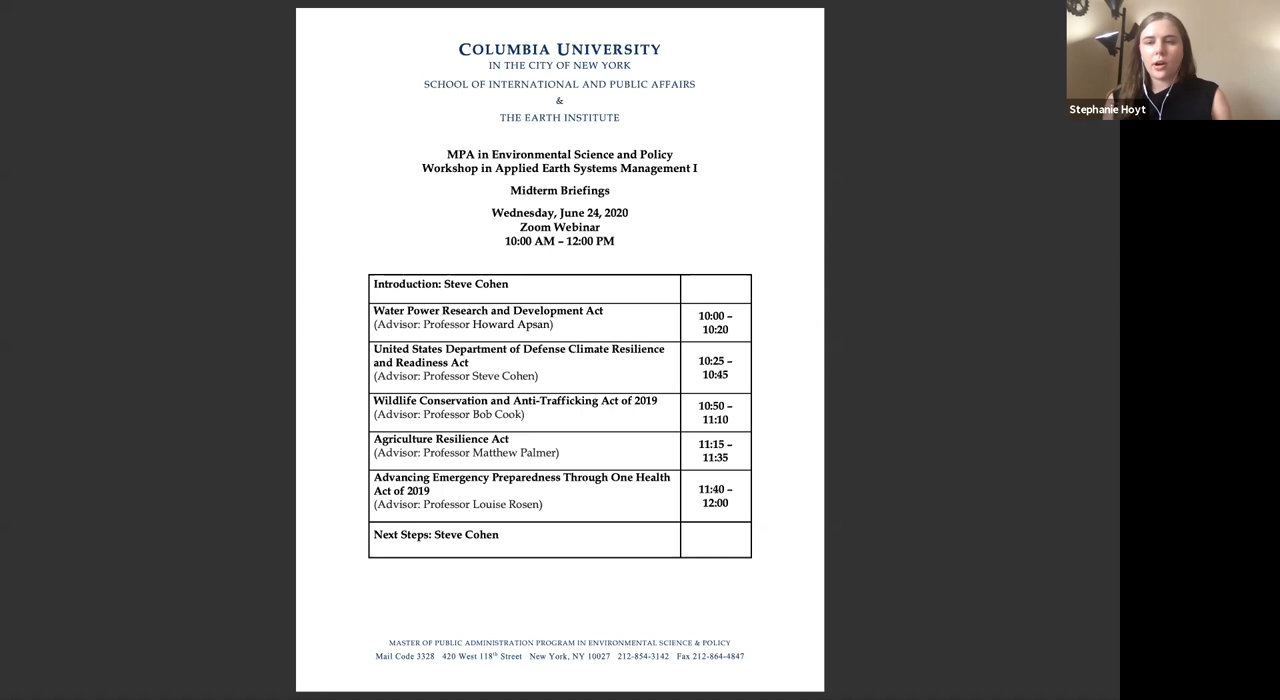 COLUMBIA UNIVERSITY
IN THE CITY OF NEW YORK
SCHOOL OF INTERNATIONAL AND PUBLIC AFFAIRS
&
THE EARTH INSTITUTE
MPA in Environmental Science and Policy
Workshop in Applied Earth Systems Management I
Midterm Briefings
Wednesday, June 24, 2020
Zoom Webinar
10:00 AM – 12:00 PM
Introduction: Steve Cohen
Water Power Research and Development Act
(Advisor: Professor Howard Apsan)
10:00 –
10:20
United States Department of Defense Climate Resilience
and Readiness Act
(Advisor: Professor Steve Cohen)
10:25 –
10:45
Wildlife Conservation and Anti-Trafficking Act of 2019
(Advisor: Professor Bob Cook)
10:50 –
11:10
Agriculture Resilience Act
(Advisor: Professor Matthew Palmer)
11:15 –
11:35
Advancing Emergency Preparedness Through One Health
Act of 2019
(Advisor: Professor Louise Rosen)
11:40 –
12:00
Next Steps: Steve Cohen
MASTER OF PUBLIC ADMINISTRATION PROGRAM IN ENVIRONMENTAL SCIENCE & POLICY
Mail Code 3328 420 West 118th Street New York, NY 10027 212-854-3142 Fax 212-864-4847
Stephanie Hoyt